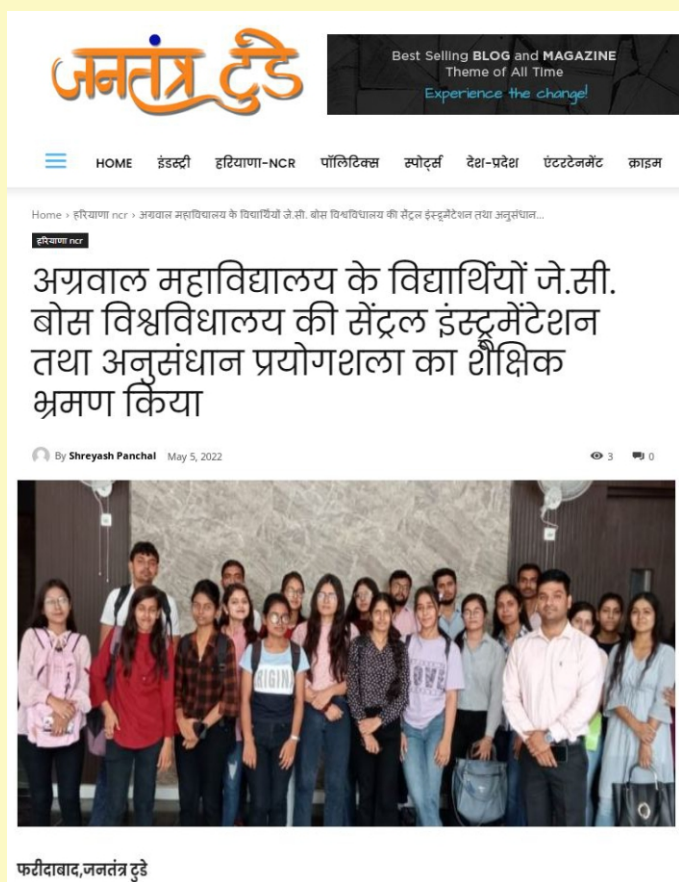 जनतंत्र टुडे
Best Selling BLOG and MAGAZINE
Theme of All Time
Experience the change!
HOME इंडस्ट्री हरियाणा-NCR पॉलिटिक्स स्पोर्ट्स देश-प्रदेश एंटरटेनमेंट क्राइम
Home › हरियाणा ncr › अग्रवाल महाविद्यालय के विद्यार्थियों जे.सी. बोस विश्वविधालय की सेंट्रल इंस्ट्रूमेंटेशन तथा अनुसंधान...
हरियाणा ncr
अग्रवाल महाविद्यालय के विद्यार्थियों जे.सी.
बोस विश्वविधालय की सेंट्रल इंस्ट्रूमेंटेशन
तथा अनुसंधान प्रयोगशला का शैक्षिक
भ्रमण किया
By Shreyash Panchal May 5, 2022 3 0
ORIGIN
फरीदाबाद,जनतंत्र टुडे